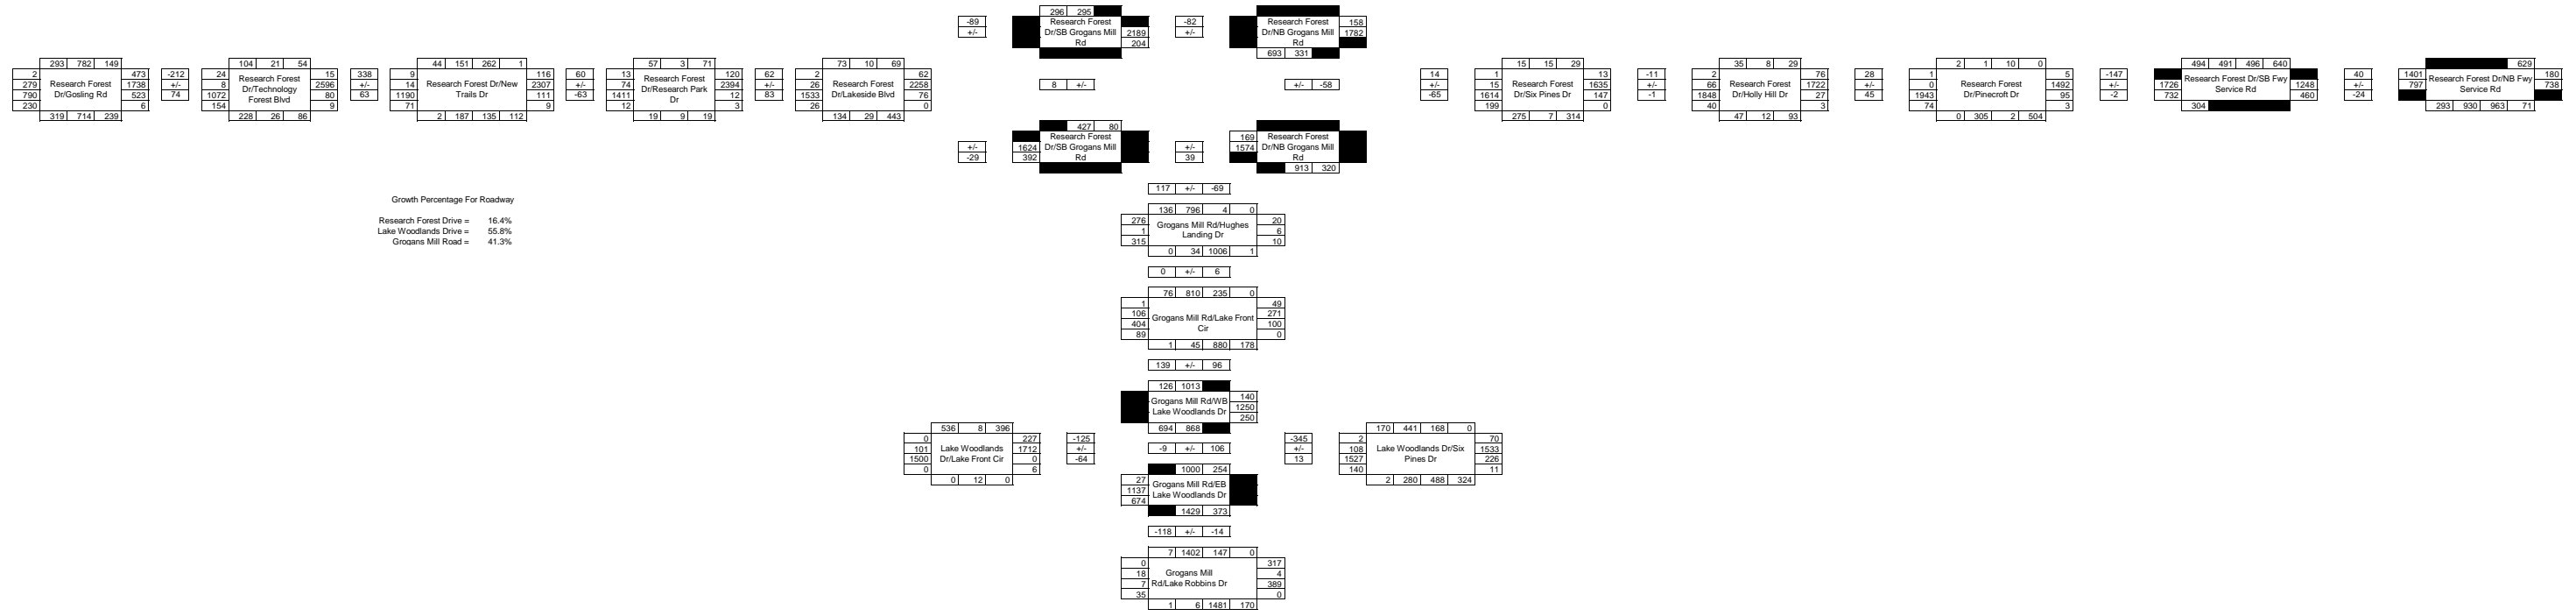 296 295
-89 Research Forest -82 Research Forest 158
+/- Dr/SB Grogans Mill 2189 +/- Dr/NB Grogans Mill 1782
Rd 204 Rd
693 331
293 782 149 104 21 54 44 151 262 1 57 3 71 73 10 69 15 15 29 35 8 29 2 1 10 0 494 491 496 640 629
2 473 -212 24 15 338 9 116 60 13 120 62 2 62 14 1 13 -11 2 76 28 1 5 -147 40 1401 180
279 Research Forest 1738 +/- 8 Research Forest 2596 +/- 14 Research Forest Dr/New 2307 +/- 74 Research Forest 2394 +/- 26 Research Forest 2258 8 +/- +/- -58 +/- 15 Research Forest 1635 +/- 66 Research Forest 1722 +/- 0 Research Forest 1492 +/- 1726 Research Forest Dr/SB Fwy 1248 +/- 797 Research Forest Dr/NB Fwy 738
790 Dr/Gosling Rd 523 74 1072 Dr/Technology 80 63 1190 Trails Dr 111 -63 1411 Dr/Research Park 12 83 1533 Dr/Lakeside Blvd 76 -65 1614 Dr/Six Pines Dr 147 -1 1848 Dr/Holly Hill Dr 27 45 1943 Dr/Pinecroft Dr 95 -2 732 Service Rd 460 -24 Service Rd
230 6 154 Forest Blvd 9 71 9 12 Dr 3 26 0 199 0 40 3 74 3 304 293 930 963 71
319 714 239 228 26 86 2 187 135 112 19 9 19 134 29 443 275 7 314 47 12 93 0 305 2 504
427 80
Research Forest 169 Research Forest
+/- 1624 Dr/SB Grogans Mill +/- 1574 Dr/NB Grogans Mill
-29 392 Rd 39 Rd
913 320
117 +/- -69
Growth Percentage For Roadway
Research Forest Drive = 16.4%
Lake Woodlands Drive = 55.8%
Grogans Mill Road = 41.3%
136 796 4 0
276 20
1 Grogans Mill Rd/Hughes 6
315 Landing Dr 10
0 34 1006 1
0 +/- 6
76 810 235 0
1 49
106 271
404 Grogans Mill Rd/Lake Front 100
89 Cir 0
1 45 880 178
139 +/- 96
126 1013
140
Grogans Mill Rd/WB 1250
Lake Woodlands Dr 250
694 868
536 8 396 170 441 168 0
0 227 -125 -9 +/- 106 -345 2 70
101 Lake Woodlands 1712 +/- +/- 108 Lake Woodlands Dr/Six 1533
1500 Dr/Lake Front Cir 0 -64 13 1527 Pines Dr 226
0 6 140 11
0 12 0 2 280 488 324
1000 254
27
1137 Grogans Mill Rd/EB
674 Lake Woodlands Dr
1429 373
-118 +/- -14
7 1402 147 0
0 317
18 Grogans Mill 4
7 Rd/Lake Robbins Dr 389
35 0
1 6 1481 170